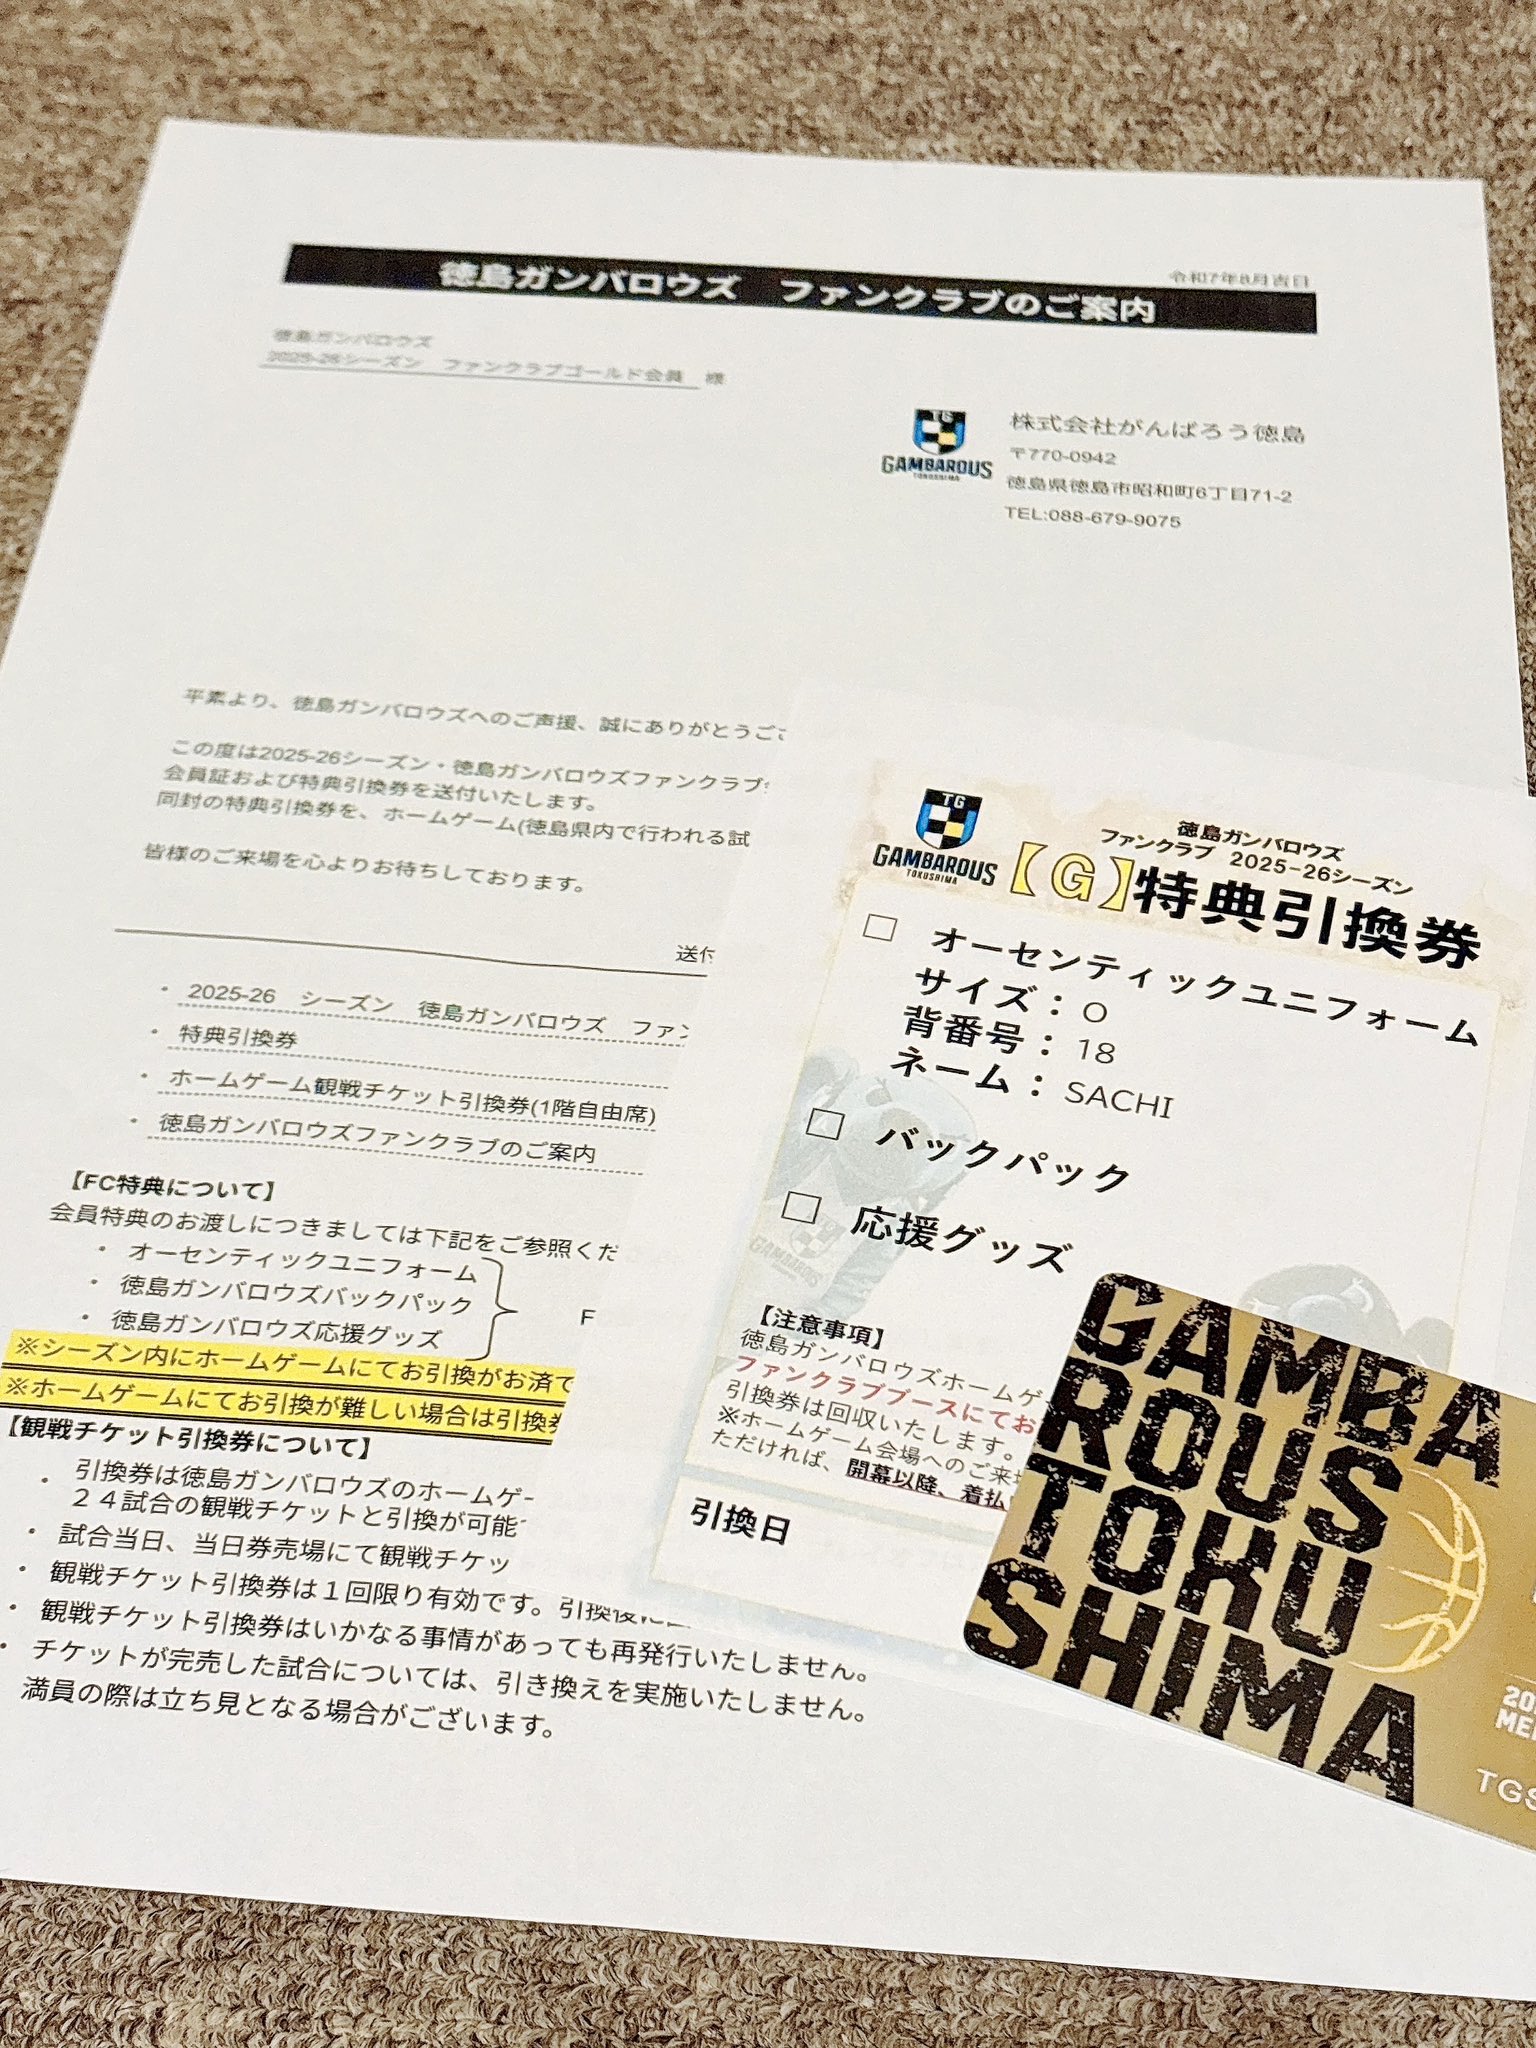 令和7年8月吉日
徳島ガンバロウズ ファンクラブのご案内
徳島ガンバロウズ
2025-26シーズン ファンクラブゴールド会員 様
TG
GAMBAROUS
TOKUSHIMA
株式会社がんばろう徳島
〒770-0942
徳島県徳島市昭和町6丁目71-2
TEL:088-679-9075
平素より、徳島ガンバロウズへのご声援、誠にありがとうご
この度は2025-26シーズン・徳島ガンバロウズファンクラブ
会員証および特典引換券を送付いたします。
同封の特典引換券を、ホームゲーム(徳島県内で行われる試
皆様のご来場を心よりお待ちしております。
送付
・ 2025-26 シーズン 徳島ガンバロウズ ファン
・ 特典引換券
・ ホームゲーム観戦チケット引換券(1階自由席)
・ 徳島ガンバロウズファンクラブのご案内
【FC特典について】
会員特典のお渡しにつきましては下記をご参照くだ
・ オーセンティックユニフォーム
・ 徳島ガンバロウズバックパック
・ 徳島ガンバロウズ応援グッズ
F
※シーズン内にホームゲームにてお引換がお済で
※ホームゲームにてお引換が難しい場合は引換券
【観戦チケット引換券について】
・ 引換券は徳島ガンバロウズのホームゲー
２４試合の観戦チケットと引換が可能
・ 試合当日、当日券売場にて観戦チケッ
・ 観戦チケット引換券は１回限り有効です。引換後に
・ 観戦チケット引換券はいかなる事情があっても再発行いたしません。
・ チケットが完売した試合については、引き換えを実施いたしません。
満員の際は立ち見となる場合がございます。
TG
GAMBAROUS
TOKUSHIMA
徳島ガンバロウズ
ファンクラブ 2025-26シーズン
【G】特典引換券
□ オーセンティックユニフォーム
サイズ：O
背番号：18
ネーム：SACHI
□ バックパック
□ 応援グッズ
【注意事項】
徳島ガンバロウズホームゲ
ファンクラブブースにてお
引換券は回収いたします。
※ホームゲーム会場へのご来場
ただければ、開幕以降、着払
引換日
GAMBA
ROUS
TOKU
SHIMA
TGS